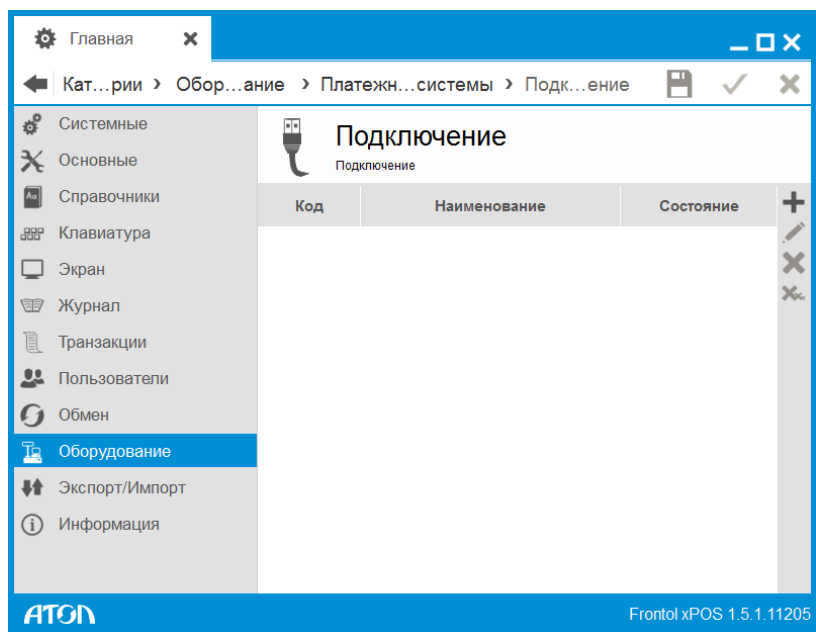 Главная
Кат...рии › Обор...ание › Платежн...системы › Подк...ение
Системные
Основные
Справочники
Клавиатура
Экран
Журнал
Транзакции
Пользователи
Обмен
Оборудование
Экспорт/Импорт
Информация
Подключение
Подключение
Код Наименование Состояние
АТОЛ Frontol xPOS 1.5.1.11205